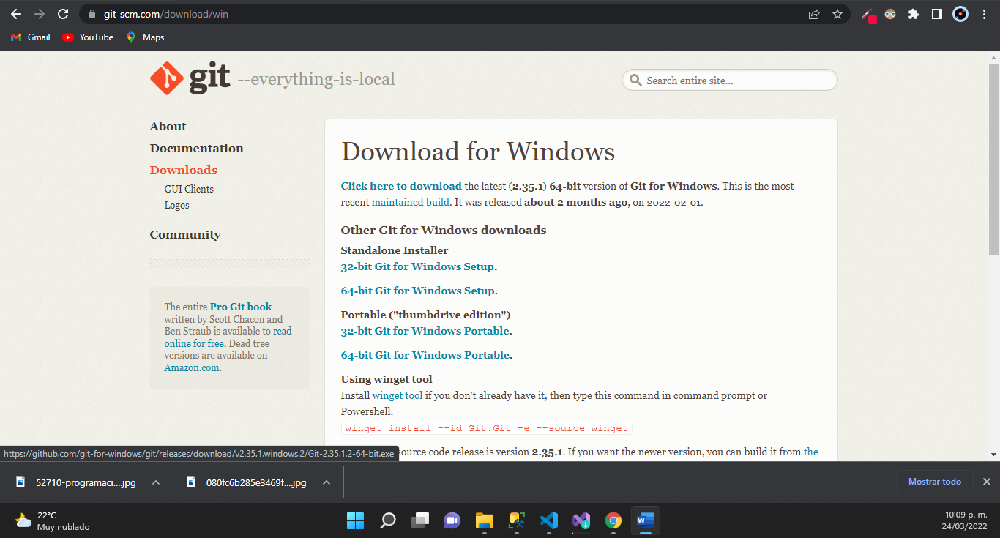 git-scm.com/download/win
Gmail
YouTube
Maps
git --everything-is-local
Search entire site...
About
Documentation
Downloads
GUI Clients
Logos
Community
The entire Pro Git book
written by Scott Chacon and
Ben Straub is available to read
online for free. Dead tree
versions are available on
Amazon.com.
Download for Windows
Click here to download the latest (2.35.1) 64-bit version of Git for Windows. This is the most
recent maintained build. It was released about 2 months ago, on 2022-02-01.
Other Git for Windows downloads
Standalone Installer
32-bit Git for Windows Setup.
64-bit Git for Windows Setup.
Portable ("thumbdrive edition")
32-bit Git for Windows Portable.
64-bit Git for Windows Portable.
Using winget tool
Install winget tool if you don't already have it, then type this command in command prompt or
Powershell.
winget install --id Git.Git -e --source winget
source code release is version 2.35.1. If you want the newer version, you can build it from the
https://github.com/git-for-windows/git/releases/download/v2.35.1.windows.2/Git-2.35.1.2-64-bit.exe
52710-programaci....jpg
080fc6b285e3469f....jpg
Mostrar todo
22°C
Muy nublado
10:09 p. m.
24/03/2022